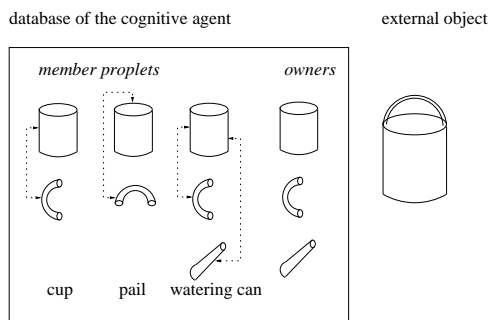 database of the cognitive agent
external object
member proplets
owners
cup
pail
watering can